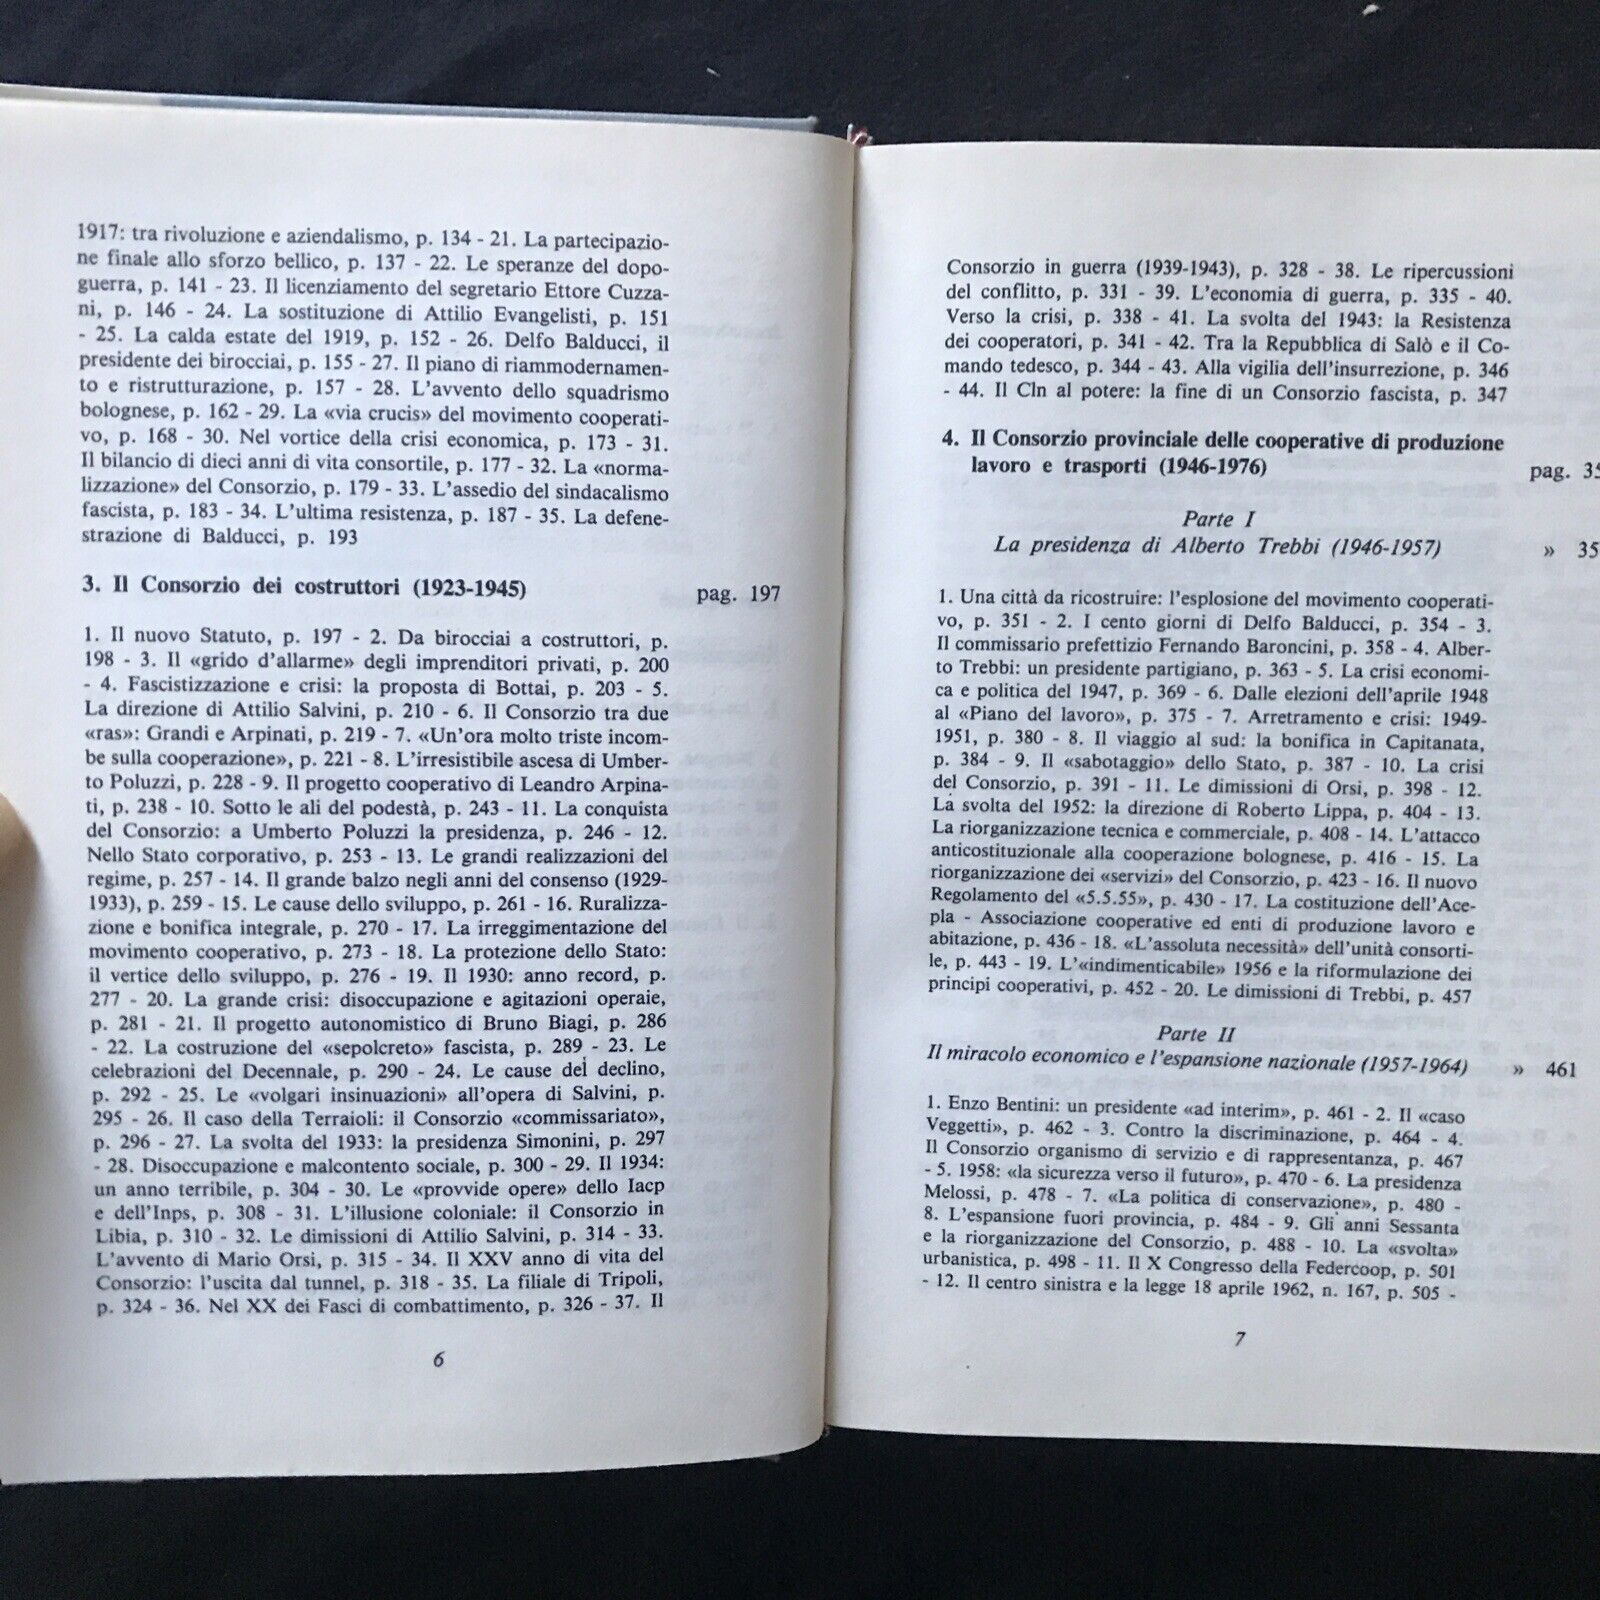 1917: tra rivoluzione e aziendalismo, p. 134 - 21. La partecipazio-
ne finale allo sforzo bellico, p. 137 - 22. Le speranze del dopo-
guerra, p. 141 - 23. Il licenziamento del segretario Ettore Cuzza-
ni, p. 146 - 24. La sostituzione di Attilio Evangelisti, p. 151
- 25. La calda estate del 1919, p. 152 - 26. Delfo Balducci, il
presidente dei birocciai, p. 155 - 27. Il piano di riammodernamen-
to e ristrutturazione, p. 157 - 28. L'avvento dello squadrismo
bolognese, p. 162 - 29. La «via crucis» del movimento cooperati-
vo, p. 168 - 30. Nel vortice della crisi economica, p. 173 - 31.
Il bilancio di dieci anni di vita consortile, p. 177 - 32. La «norma-
lizzazione» del Consorzio, p. 179 - 33. L'assedio del sindacalismo
fascista, p. 183 - 34. L'ultima resistenza, p. 187 - 35. La defene-
strazione di Balducci, p. 193
3. Il Consorzio dei costruttori (1923-1945) pag. 197
1. Il nuovo Statuto, p. 197 - 2. Da birocciai a costruttori, p.
198 - 3. Il «grido d'allarme» degli imprenditori privati, p. 200
- 4. Fascistizzazione e crisi: la proposta di Bottai, p. 203 - 5.
La direzione di Attilio Salvini, p. 210 - 6. Il Consorzio tra due
«ras»: Grandi e Arpinati, p. 219 - 7. «Un'ora molto triste incom-
be sulla cooperazione», p. 221 - 8. L'irresistibile ascesa di Umber-
to Poluzzi, p. 228 - 9. Il progetto cooperativo di Leandro Arpina-
ti, p. 238 - 10. Sotto le ali del podestà, p. 243 - 11. La conquista
del Consorzio: a Umberto Poluzzi la presidenza, p. 246 - 12.
Nello Stato corporativo, p. 253 - 13. Le grandi realizzazioni del
regime, p. 257 - 14. Il grande balzo negli anni del consenso (1929-
1933), p. 259 - 15. Le cause dello sviluppo, p. 261 - 16. Ruralizza-
zione e bonifica integrale, p. 270 - 17. La irreggimentazione del
movimento cooperativo, p. 273 - 18. La protezione dello Stato:
il vertice dello sviluppo, p. 276 - 19. Il 1930: anno record, p.
277 - 20. La grande crisi: disoccupazione e agitazioni operaie,
p. 281 - 21. Il progetto autonomistico di Bruno Biagi, p. 286
- 22. La costruzione del «sepolcreto» fascista, p. 289 - 23. Le
celebrazioni del Decennale, p. 290 - 24. Le cause del declino,
p. 292 - 25. Le «volgari insinuazioni» all'opera di Salvini, p.
295 - 26. Il caso della Terraioli: il Consorzio «commissariato»,
p. 296 - 27. La svolta del 1933: la presidenza Simonini, p. 297
- 28. Disoccupazione e malcontento sociale, p. 300 - 29. Il 1934:
un anno terribile, p. 304 - 30. Le «provvide opere» dello Iacp
e dell'Inps, p. 308 - 31. L'illusione coloniale: il Consorzio in
Libia, p. 310 - 32. Le dimissioni di Attilio Salvini, p. 314 - 33.
L'avvento di Mario Orsi, p. 315 - 34. Il XXV anno di vita del
Consorzio: l'uscita dal tunnel, p. 318 - 35. La filiale di Tripoli,
p. 324 - 36. Nel XX dei Fasci di combattimento, p. 326 - 37. Il
6
Consorzio in guerra (1939-1943), p. 328 - 38. Le ripercussioni
del conflitto, p. 331 - 39. L'economia di guerra, p. 335 - 40.
Verso la crisi, p. 338 - 41. La svolta del 1943: la Resistenza
dei cooperatori, p. 341 - 42. Tra la Repubblica di Salò e il Co-
mando tedesco, p. 344 - 43. Alla vigilia dell'insurrezione, p. 346
- 44. Il Cln al potere: la fine di un Consorzio fascista, p. 347
4. Il Consorzio provinciale delle cooperative di produzione
lavoro e trasporti (1946-1976) pag. 35
Parte I
La presidenza di Alberto Trebbi (1946-1957) » 35
1. Una città da ricostruire: l'esplosione del movimento cooperati-
vo, p. 351 - 2. I cento giorni di Delfo Balducci, p. 354 - 3.
Il commissario prefettizio Fernando Baroncini, p. 358 - 4. Alber-
to Trebbi: un presidente partigiano, p. 363 - 5. La crisi economi-
ca e politica del 1947, p. 369 - 6. Dalle elezioni dell'aprile 1948
al «Piano del lavoro», p. 375 - 7. Arretramento e crisi: 1949-
1951, p. 380 - 8. Il viaggio al sud: la bonifica in Capitanata,
p. 384 - 9. Il «sabotaggio» dello Stato, p. 387 - 10. La crisi
del Consorzio, p. 391 - 11. Le dimissioni di Orsi, p. 398 - 12.
La svolta del 1952: la direzione di Roberto Lippa, p. 404 - 13.
La riorganizzazione tecnica e commerciale, p. 408 - 14. L'attacco
anticostituzionale alla cooperazione bolognese, p. 416 - 15. La
riorganizzazione dei «servizi» del Consorzio, p. 423 - 16. Il nuovo
Regolamento del «5.5.55», p. 430 - 17. La costituzione dell'Ace-
pla - Associazione cooperative ed enti di produzione lavoro e
abitazione, p. 436 - 18. «L'assoluta necessità» dell'unità consorti-
le, p. 443 - 19. L'«indimenticabile» 1956 e la riformulazione dei
principi cooperativi, p. 452 - 20. Le dimissioni di Trebbi, p. 457
Parte II
Il miracolo economico e l'espansione nazionale (1957-1964) » 461
1. Enzo Bentini: un presidente «ad interim», p. 461 - 2. Il «caso
Veggetti», p. 462 - 3. Contro la discriminazione, p. 464 - 4.
Il Consorzio organismo di servizio e di rappresentanza, p. 467
- 5. 1958: «la sicurezza verso il futuro», p. 470 - 6. La presidenza
Melossi, p. 478 - 7. «La politica di conservazione», p. 480 -
8. L'espansione fuori provincia, p. 484 - 9. Gli anni Sessanta
e la riorganizzazione del Consorzio, p. 488 - 10. La «svolta»
urbanistica, p. 498 - 11. Il X Congresso della Federcoop, p. 501
- 12. Il centro sinistra e la legge 18 aprile 1962, n. 167, p. 505 -
7